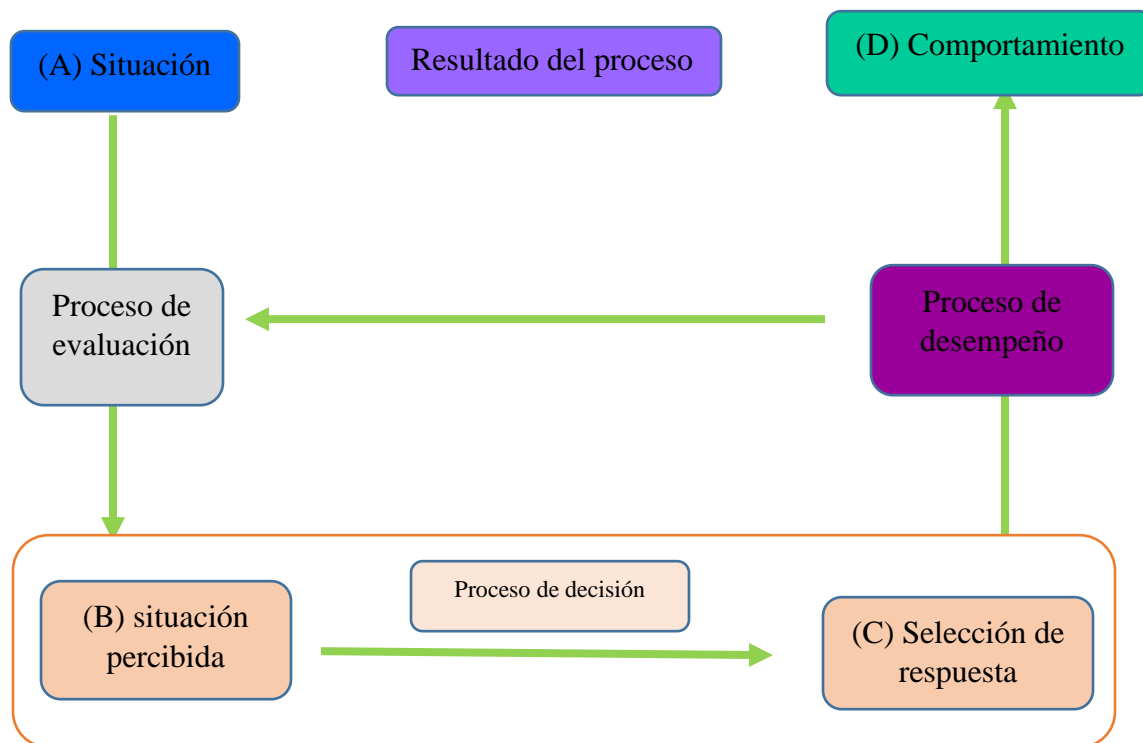 (A) Situación
Resultado del proceso
(D) Comportamiento
Proceso de
evaluación
Proceso de
desempeño
(B) situación
percibida
Proceso de decisión
(C) Selección de
respuesta